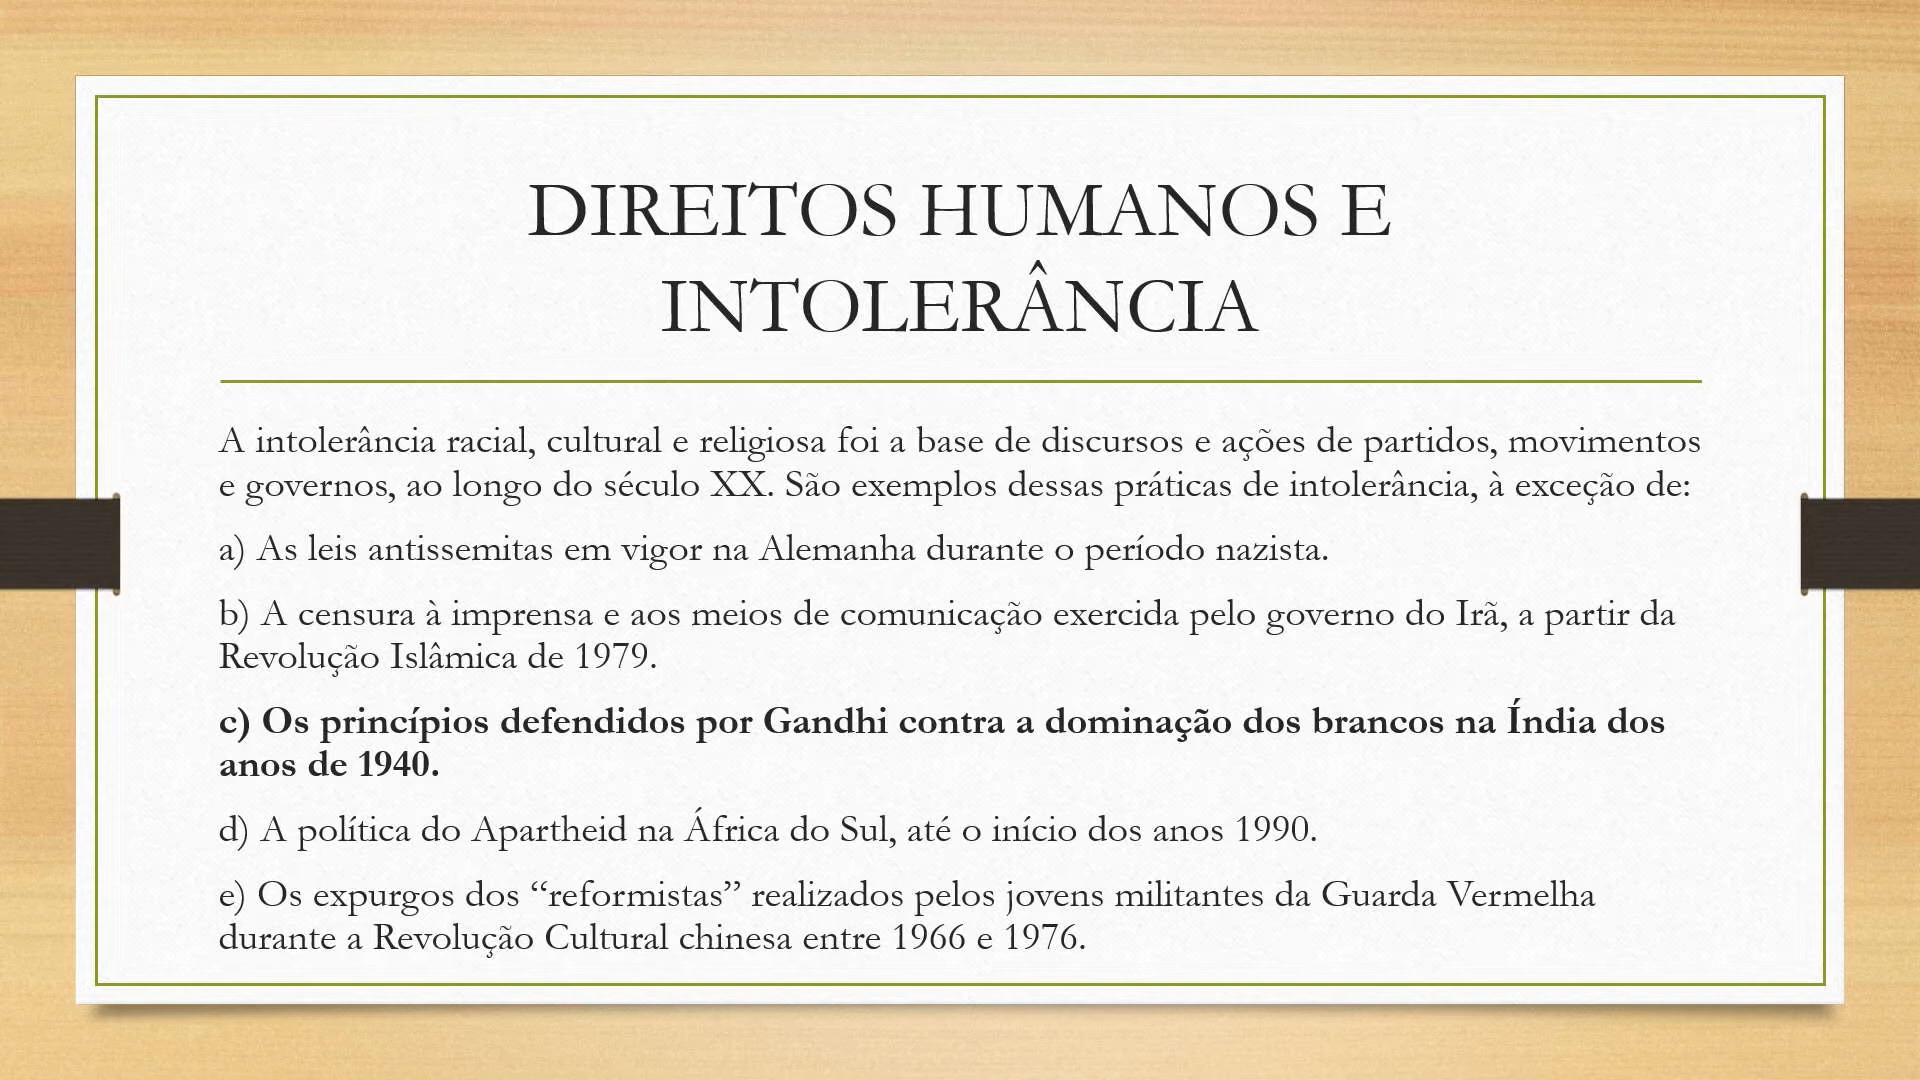 DIREITOS HUMANOS E
INTOLERÂNCIA
A intolerância racial, cultural e religiosa foi a base de discursos e ações de partidos, movimentos
e governos, ao longo do século XX. São exemplos dessas práticas de intolerância, à exceção de:
a) As leis antissemitas em vigor na Alemanha durante o período nazista.
b) A censura à imprensa e aos meios de comunicação exercida pelo governo do Irã, a partir da
Revolução Islâmica de 1979.
c) Os princípios defendidos por Gandhi contra a dominação dos brancos na Índia dos
anos de 1940.
d) A política do Apartheid na África do Sul, até o início dos anos 1990.
e) Os expurgos dos “reformistas” realizados pelos jovens militantes da Guarda Vermelha
durante a Revolução Cultural chinesa entre 1966 e 1976.